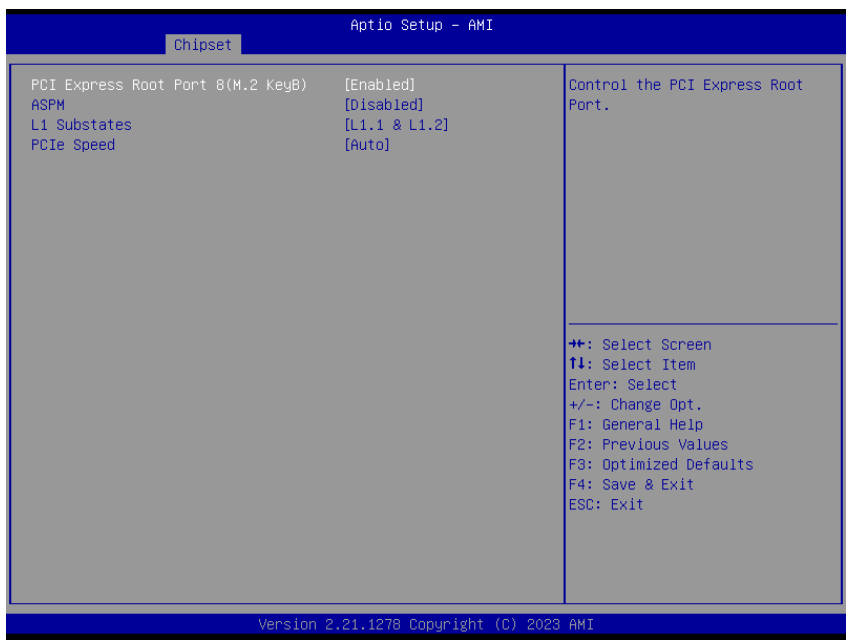 Aptio Setup – AMI
Chipset
PCI Express Root Port 8(M.2 KeyB) [Enabled]
ASPM [Disabled]
L1 Substates [L1.1 & L1.2]
PCIe Speed [Auto]
Control the PCI Express Root
Port.
→←: Select Screen
↑↓: Select Item
Enter: Select
+/-: Change Opt.
F1: General Help
F2: Previous Values
F3: Optimized Defaults
F4: Save & Exit
ESC: Exit
Version 2.21.1278 Copyright (C) 2023 AMI